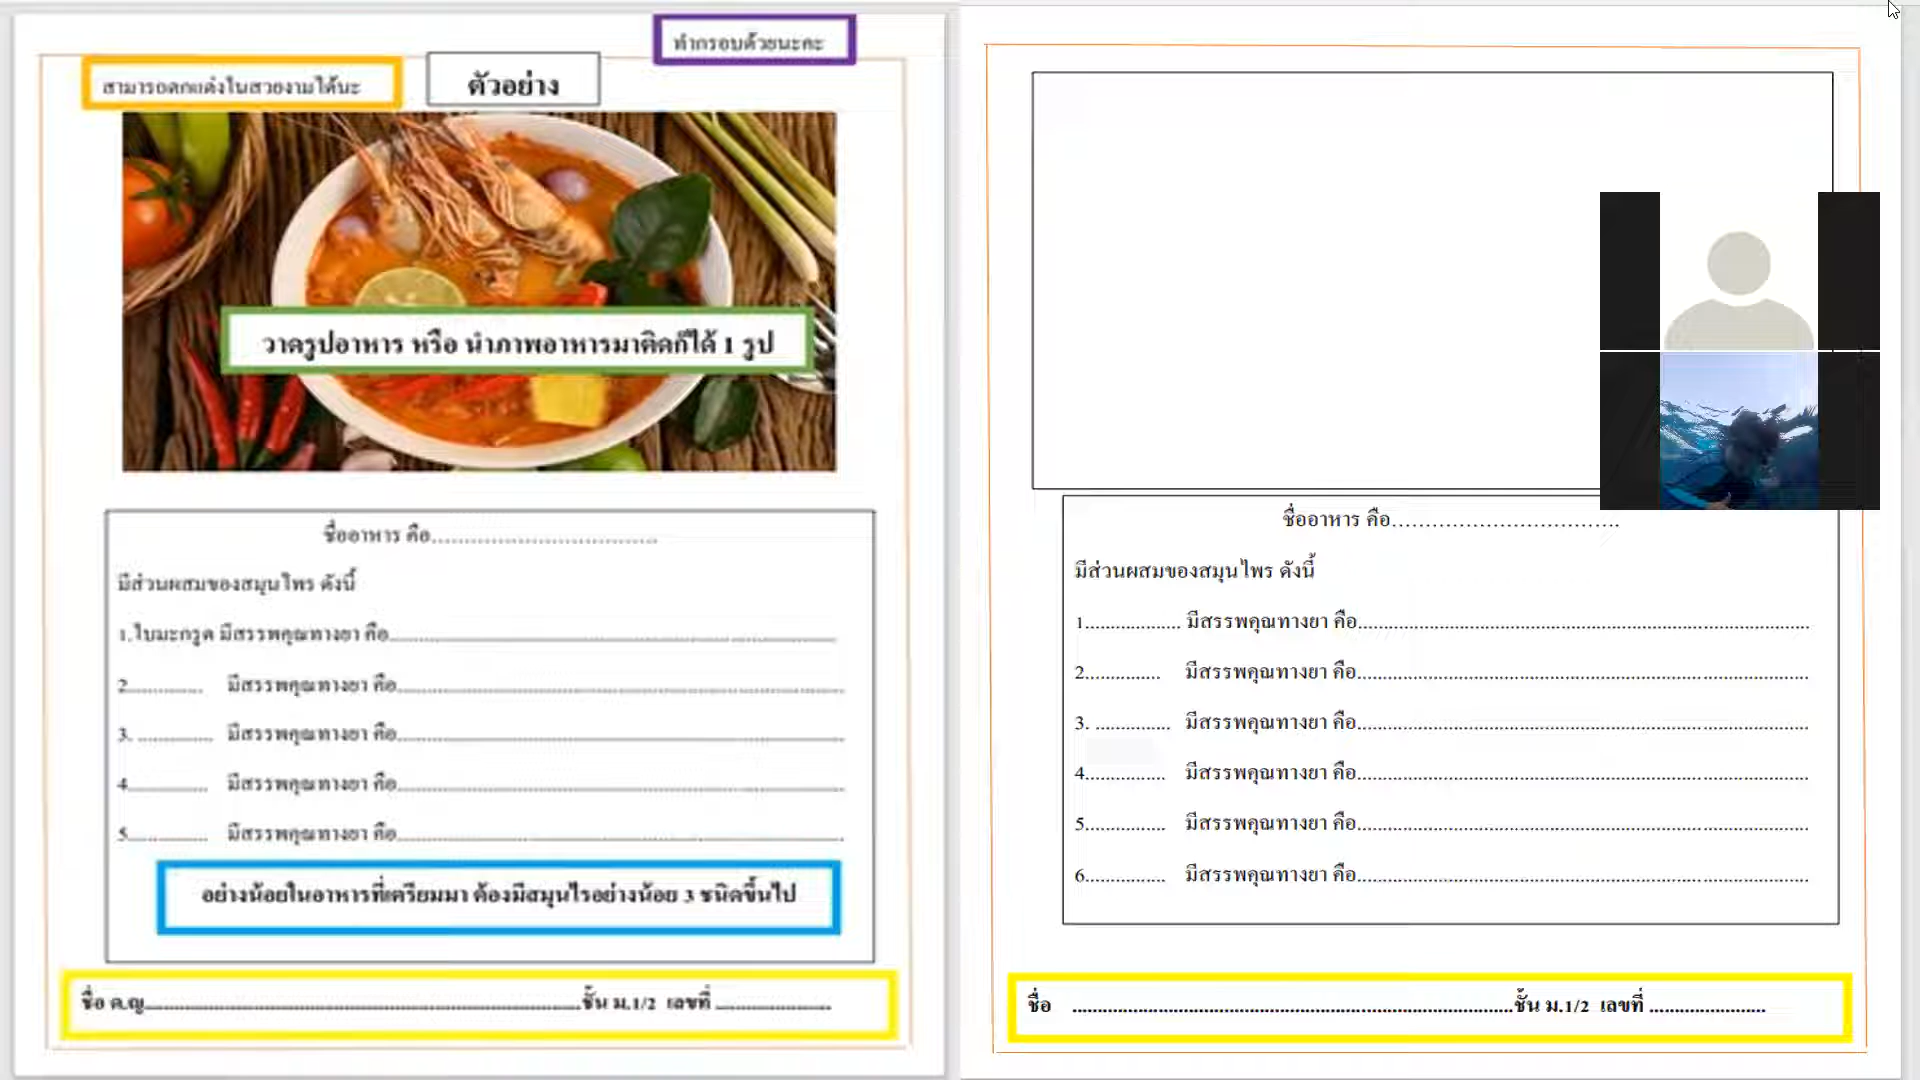 ทำกรอบด้วยนะคะ
สามารถตกแต่งในสวยงามได้นะ
ตัวอย่าง
วาดรูปอาหาร หรือ นำภาพอาหารมาติดก็ได้ 1 รูป
ชื่ออาหาร คือ..................................
มีส่วนผสมของสมุนไพร ดังนี้
1.ใบมะกรูด มีสรรพคุณทางยา คือ......................................................................
2.............. มีสรรพคุณทางยา คือ......................................................................
3. ............. มีสรรพคุณทางยา คือ......................................................................
4.............. มีสรรพคุณทางยา คือ......................................................................
5.............. มีสรรพคุณทางยา คือ......................................................................
อย่างน้อยในอาหารที่เตรียมมา ต้องมีสมุนไรอย่างน้อย 3 ชนิดขึ้นไป
ชื่อ ด.ญ......................................................................ชั้น ม.1/2 เลขที่ ......................
ชื่ออาหาร คือ..................................
มีส่วนผสมของสมุนไพร ดังนี้
1.................. มีสรรพคุณทางยา คือ......................................................................
2.............. มีสรรพคุณทางยา คือ......................................................................
3. .............. มีสรรพคุณทางยา คือ......................................................................
4............... มีสรรพคุณทางยา คือ......................................................................
5............... มีสรรพคุณทางยา คือ......................................................................
6............... มีสรรพคุณทางยา คือ......................................................................
ชื่อ ......................................................................ชั้น ม.1/2 เลขที่ ......................